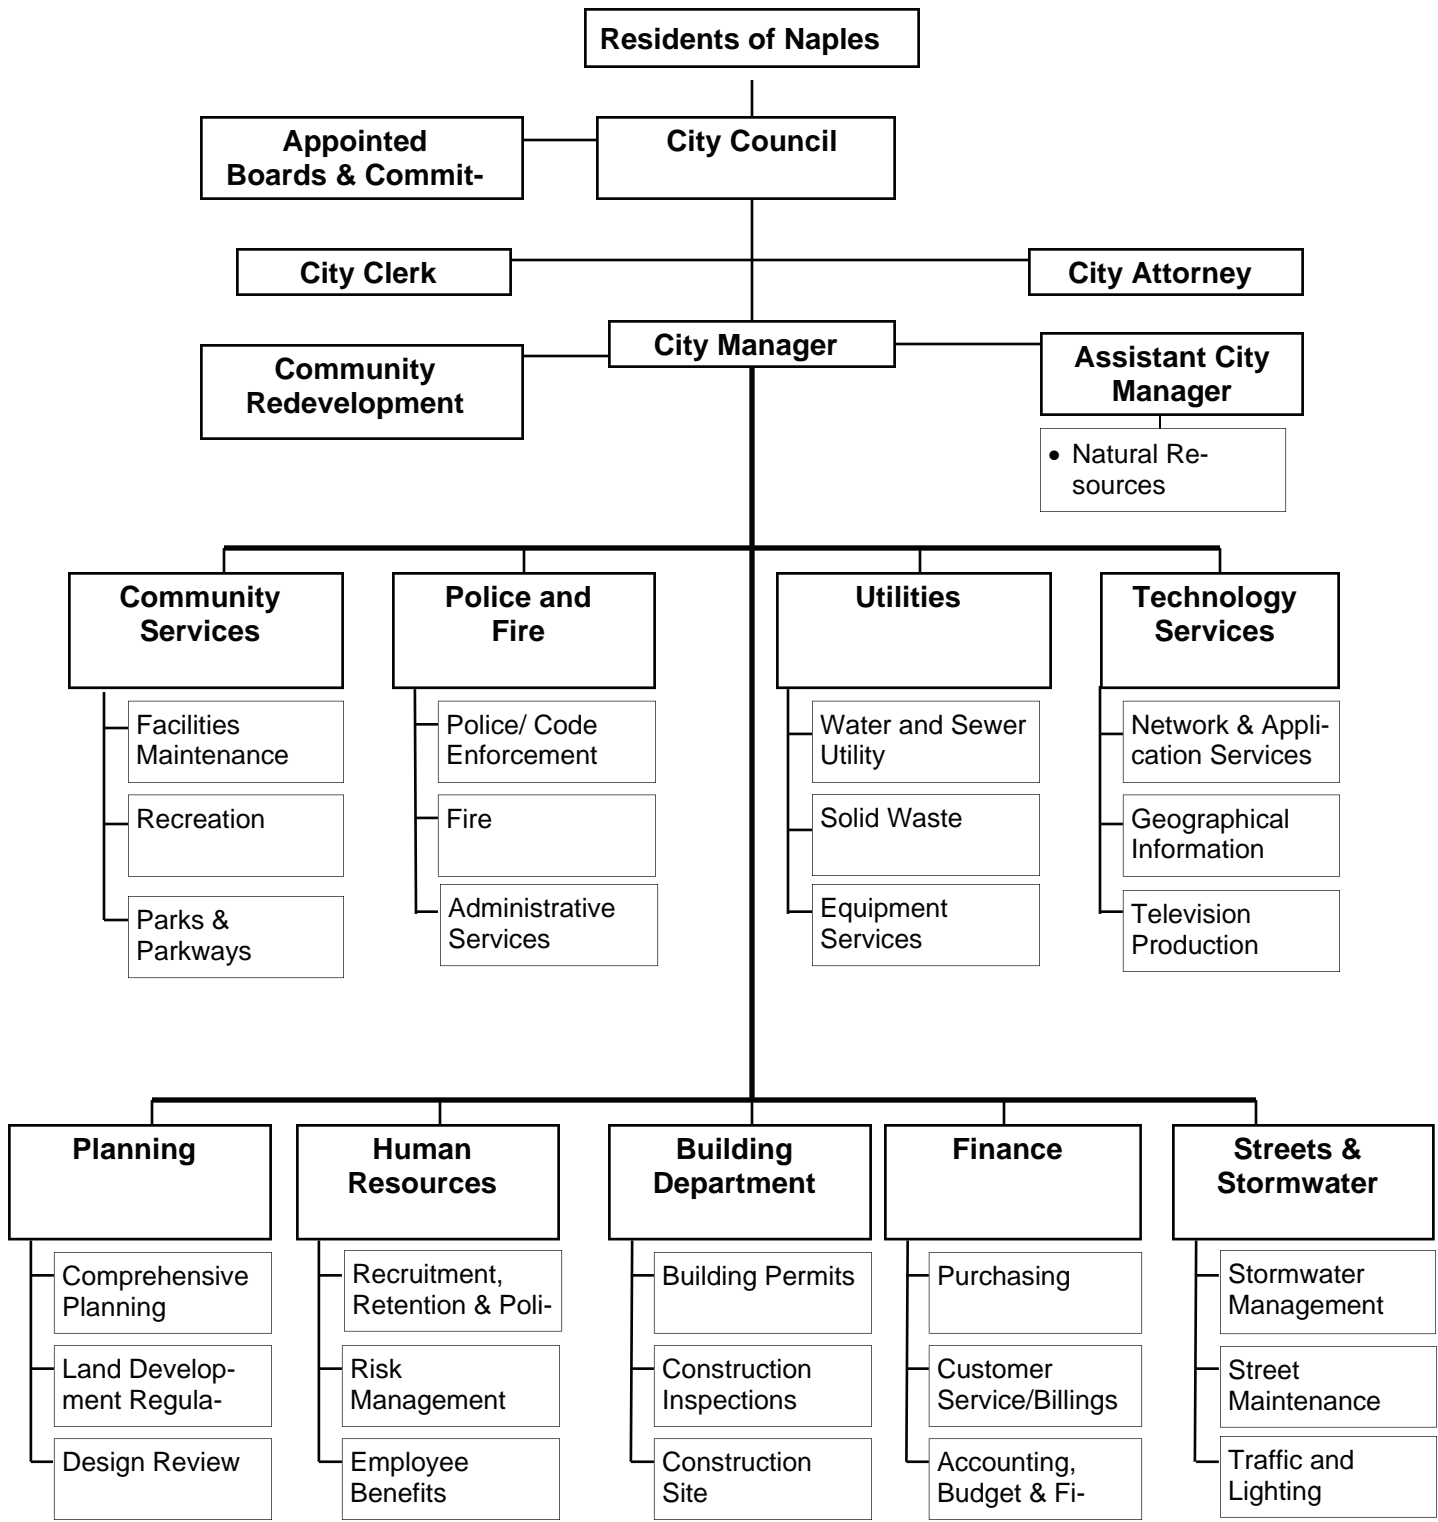 Residents of Naples
Appointed
Boards & Commit-
City Council
City Clerk
City Attorney
City Manager
Community
Redevelopment
Assistant City
Manager
• Natural Re-
sources
Community
Services
Police and
Fire
Utilities
Technology
Services
Facilities
Maintenance
Recreation
Parks &
Parkways
Police/ Code
Enforcement
Fire
Administrative
Services
Water and Sewer
Utility
Solid Waste
Equipment
Services
Network & Appli-
cation Services
Geographical
Information
Television
Production
Planning
Human
Resources
Building
Department
Finance
Streets &
Stormwater
Comprehensive
Planning
Land Develop-
ment Regula-
Design Review
Recruitment,
Retention & Poli-
Risk
Management
Employee
Benefits
Building Permits
Construction
Inspections
Construction
Site
Purchasing
Customer
Service/Billings
Accounting,
Budget & Fi-
Stormwater
Management
Street
Maintenance
Traffic and
Lighting